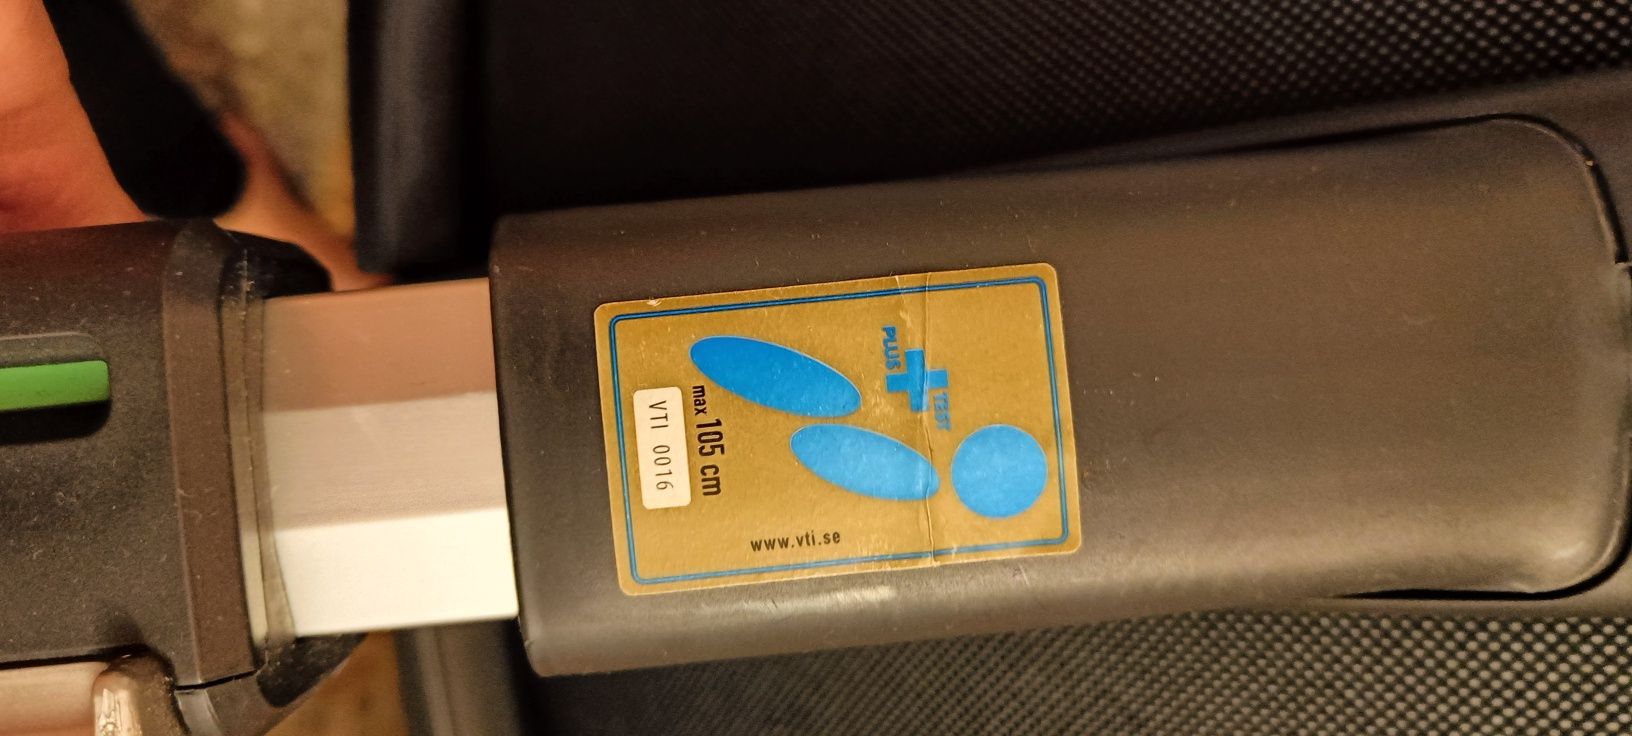 PLUS
TEST
max 105 cm
VTI 0016
www.vti.se